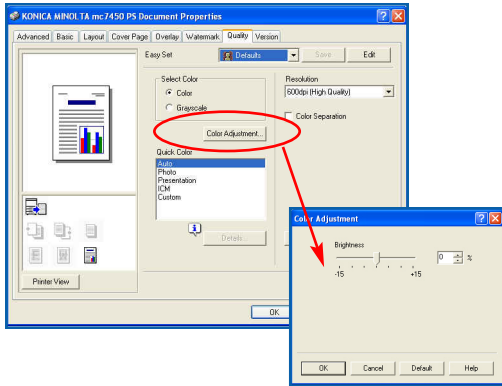 KONICA MINOLTA mc7450 PS Document Properties
Advanced Basic Layout Cover Page Overlay Watermark Quality Version
Easy Set Defaults Save Edit
Select Color
Color
Grayscale
Color Adjustment...
Resolution
600dpi (High Quality)
Color Separation
Quick Color
Auto
Photo
Presentation
ICM
Custom
Details...
Printer View
OK
Color Adjustment
Brightness
0 %
-15 +15
OK Cancel Default Help